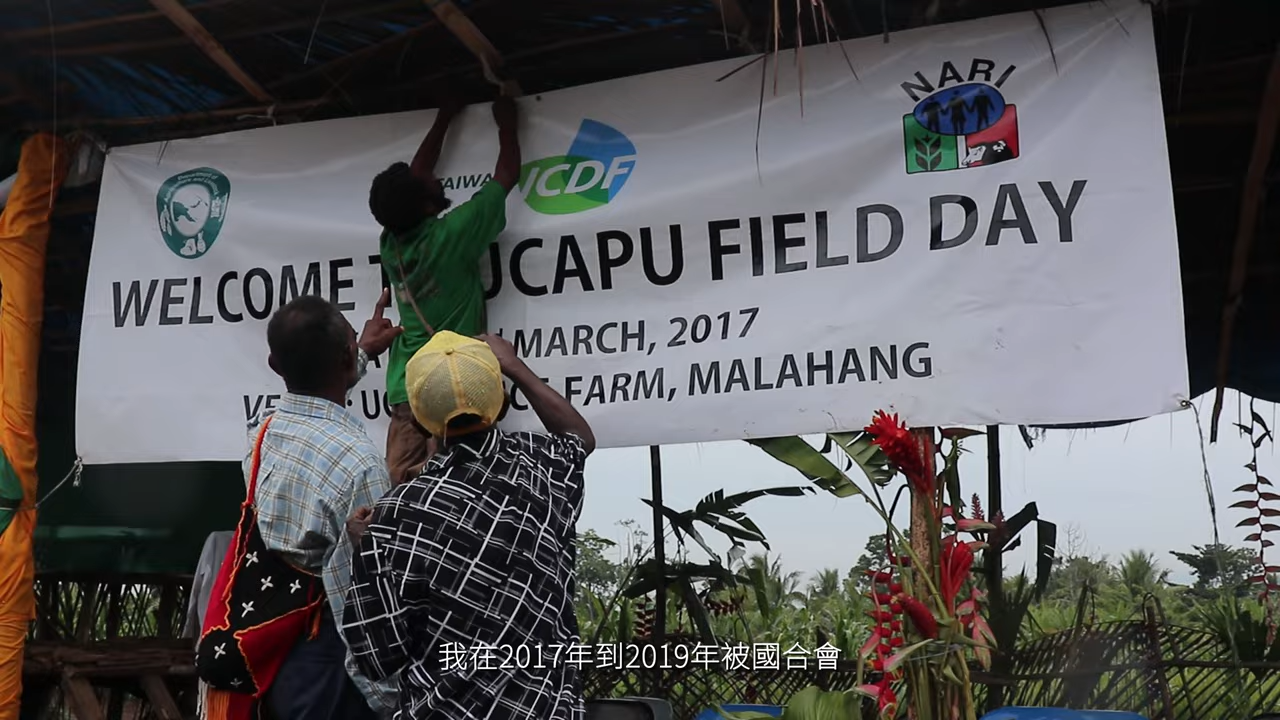 NARI
TAIWA
ICDF
WELCOME T UCAPU FIELD DAY
MARCH, 2017
FARM, MALAHANG
我在2017年到2019年被國合會